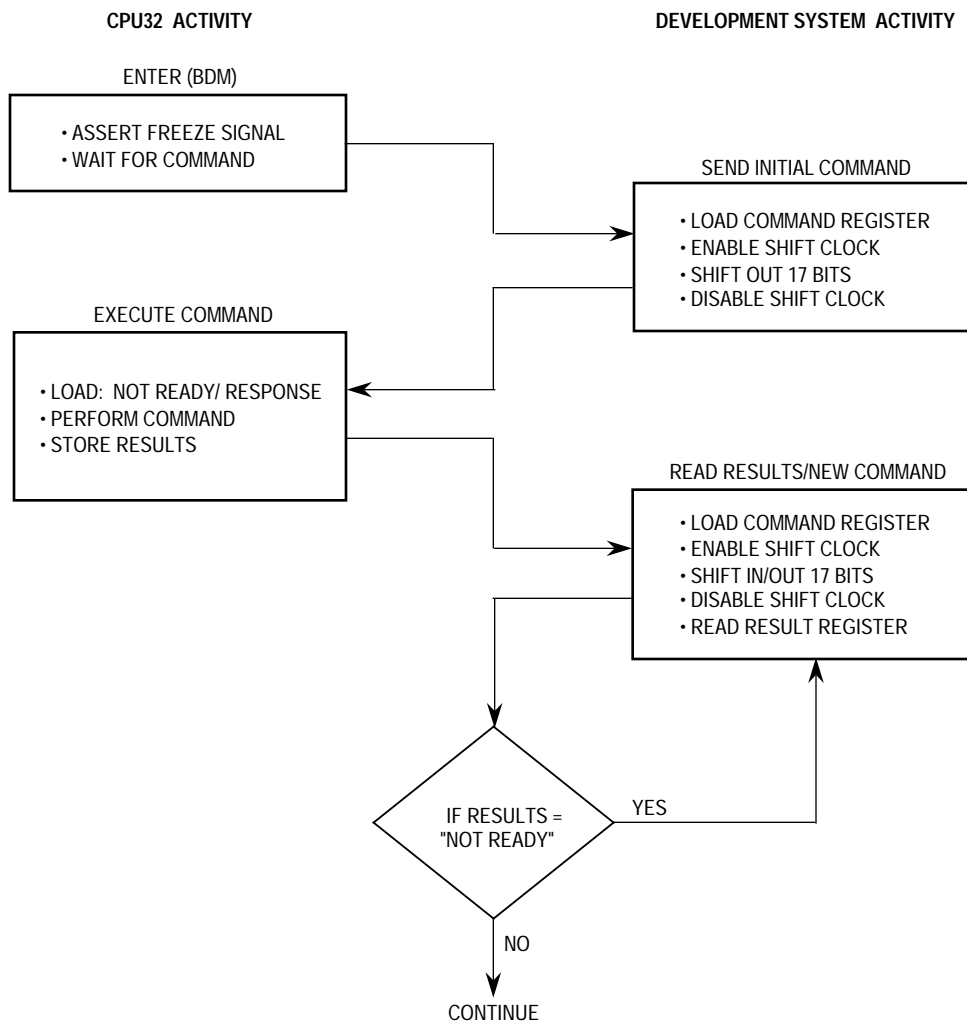 CPU32 ACTIVITY
DEVELOPMENT SYSTEM ACTIVITY
ENTER (BDM)
• ASSERT FREEZE SIGNAL
• WAIT FOR COMMAND
SEND INITIAL COMMAND
• LOAD COMMAND REGISTER
• ENABLE SHIFT CLOCK
• SHIFT OUT 17 BITS
• DISABLE SHIFT CLOCK
EXECUTE COMMAND
• LOAD: NOT READY/ RESPONSE
• PERFORM COMMAND
• STORE RESULTS
READ RESULTS/NEW COMMAND
• LOAD COMMAND REGISTER
• ENABLE SHIFT CLOCK
• SHIFT IN/OUT 17 BITS
• DISABLE SHIFT CLOCK
• READ RESULT REGISTER
IF RESULTS =
"NOT READY"
YES
NO
CONTINUE